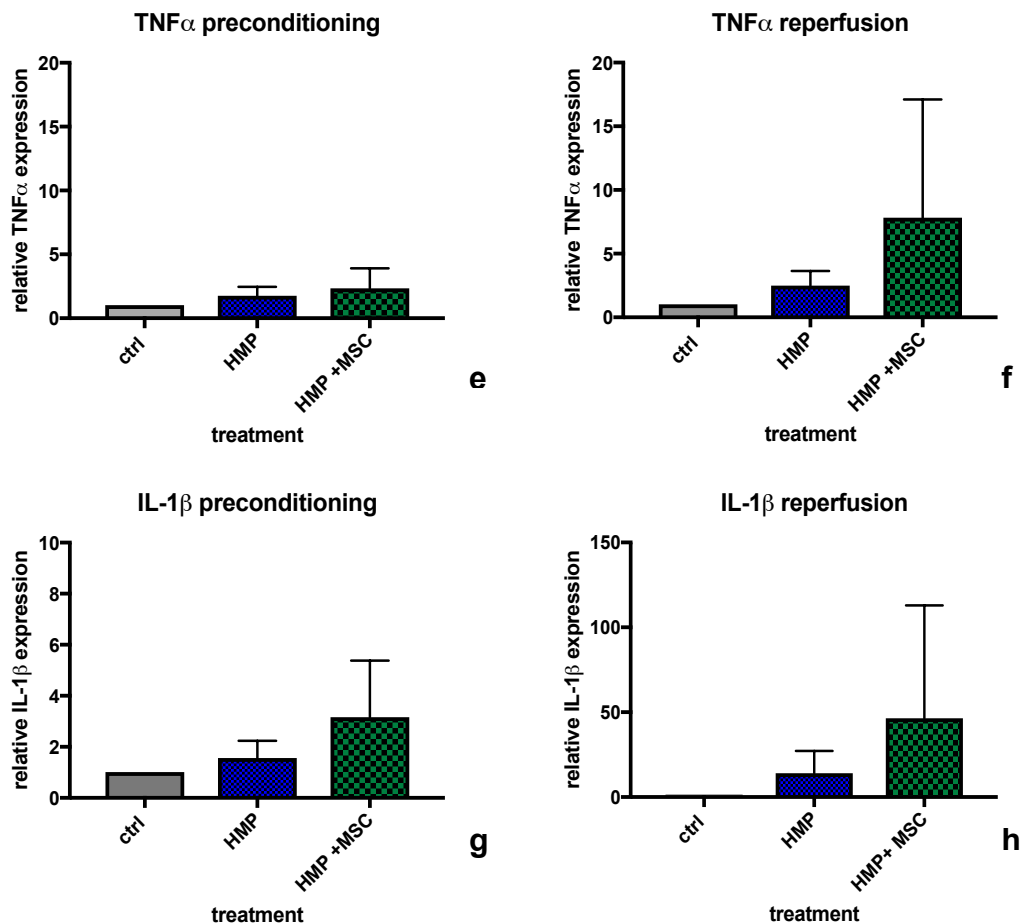 TNFα preconditioning
relative TNFα expression
20
15
10
5
0
ctrl
HMP
HMP +MSC
treatment
e
TNFα reperfusion
relative TNFα expression
20
15
10
5
0
ctrl
HMP
HMP +MSC
treatment
f
IL-1β preconditioning
relative IL-1β expression
10
8
6
4
2
0
ctrl
HMP
HMP +MSC
treatment
g
IL-1β reperfusion
relative IL-1β expression
150
100
50
0
ctrl
HMP
HMP+ MSC
treatment
h